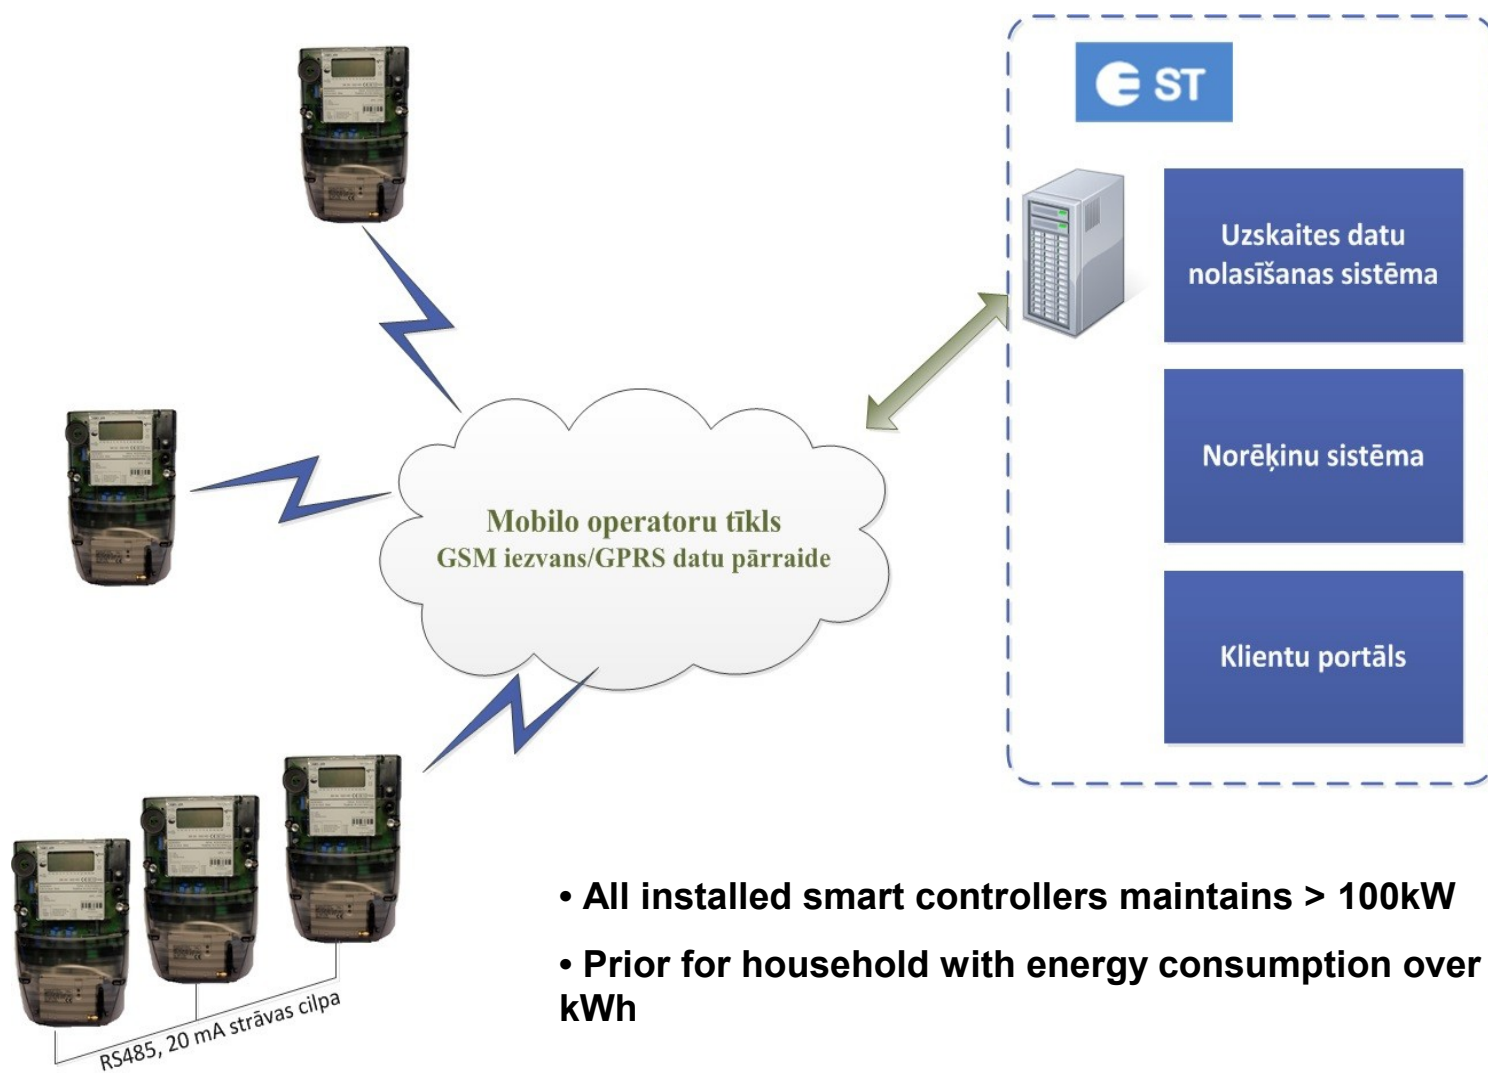 ST
Uzskaites datu
nolasīšanas sistēma
Norēķinu sistēma
Mobilo operatoru tīkls
GSM iezvans/GPRS datu pārraide
Klientu portāls
RS485, 20 mA strāvas cilpa
• All installed smart controllers maintains > 100kW
• Prior for household with energy consumption over
kWh